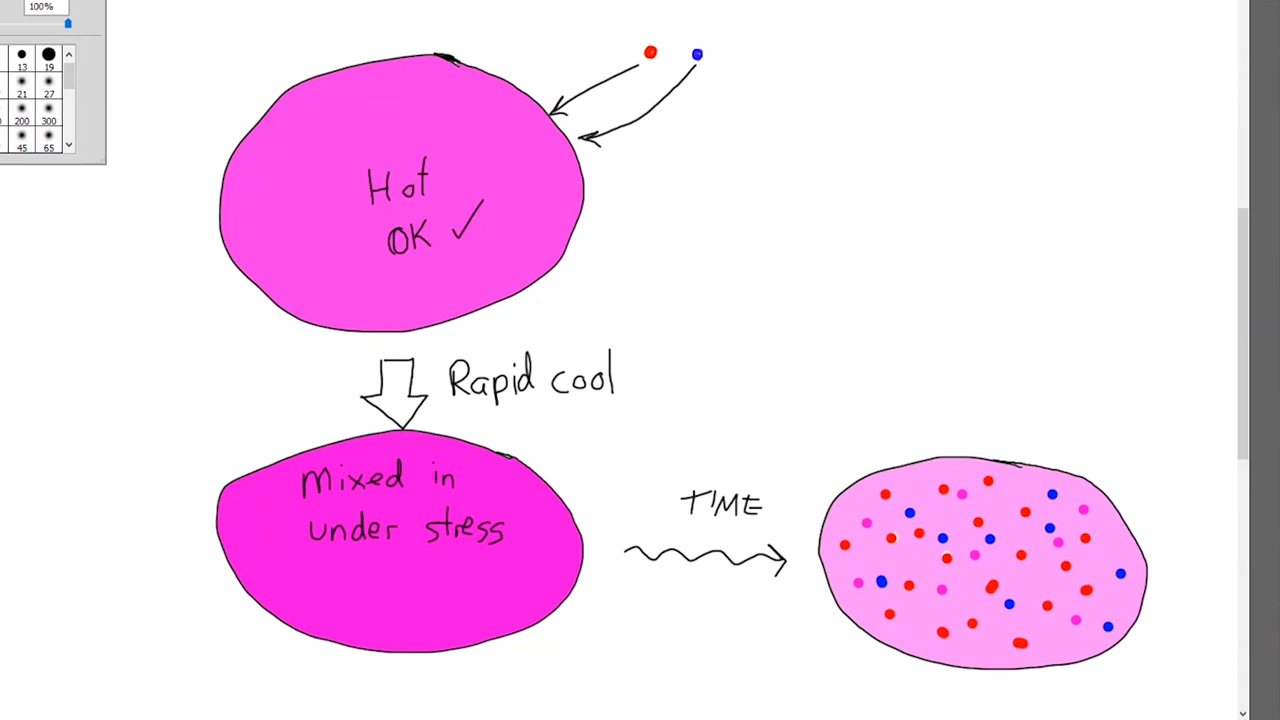 100%
13 19
21 27
200 300
45 65
Hot
OK ✓
Rapid cool
Mixed in
under stress
TIME